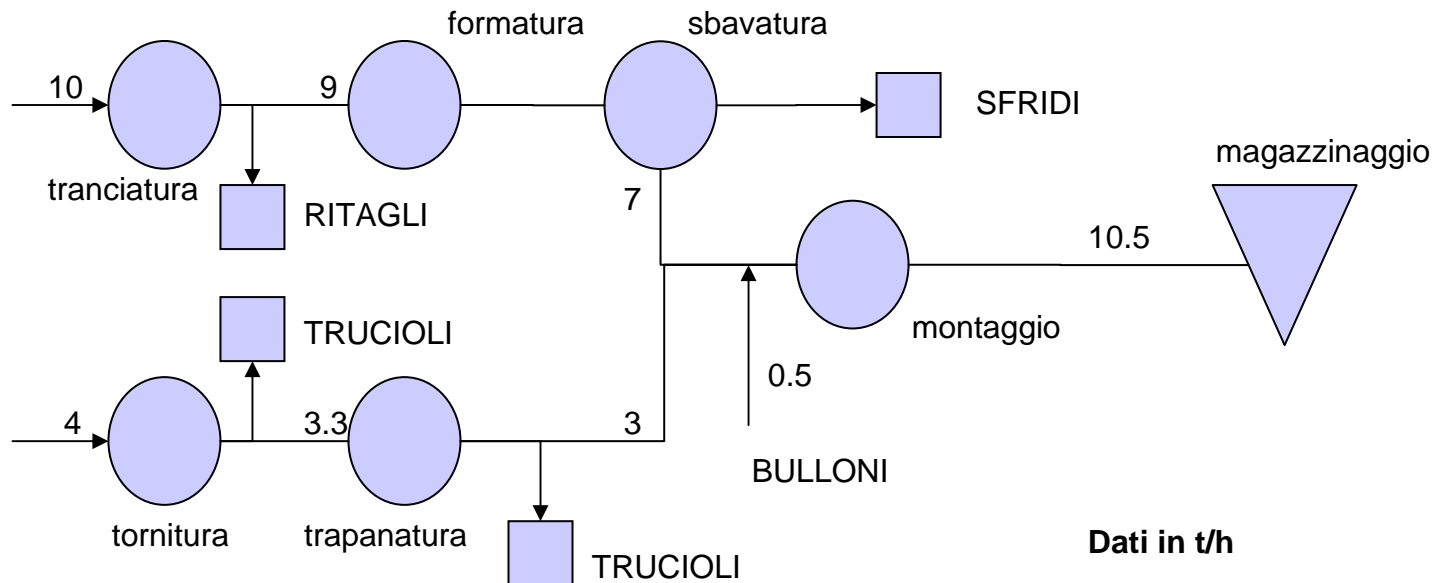 formatura sbavatura
10 9
SFRIDI
magazzinaggio
tranciatura
RITAGLI
7
10.5
TRUCIOLI
montaggio
0.5
4 3.3 3
BULLONI
tornitura trapanatura
Dati in t/h
TRUCIOLI